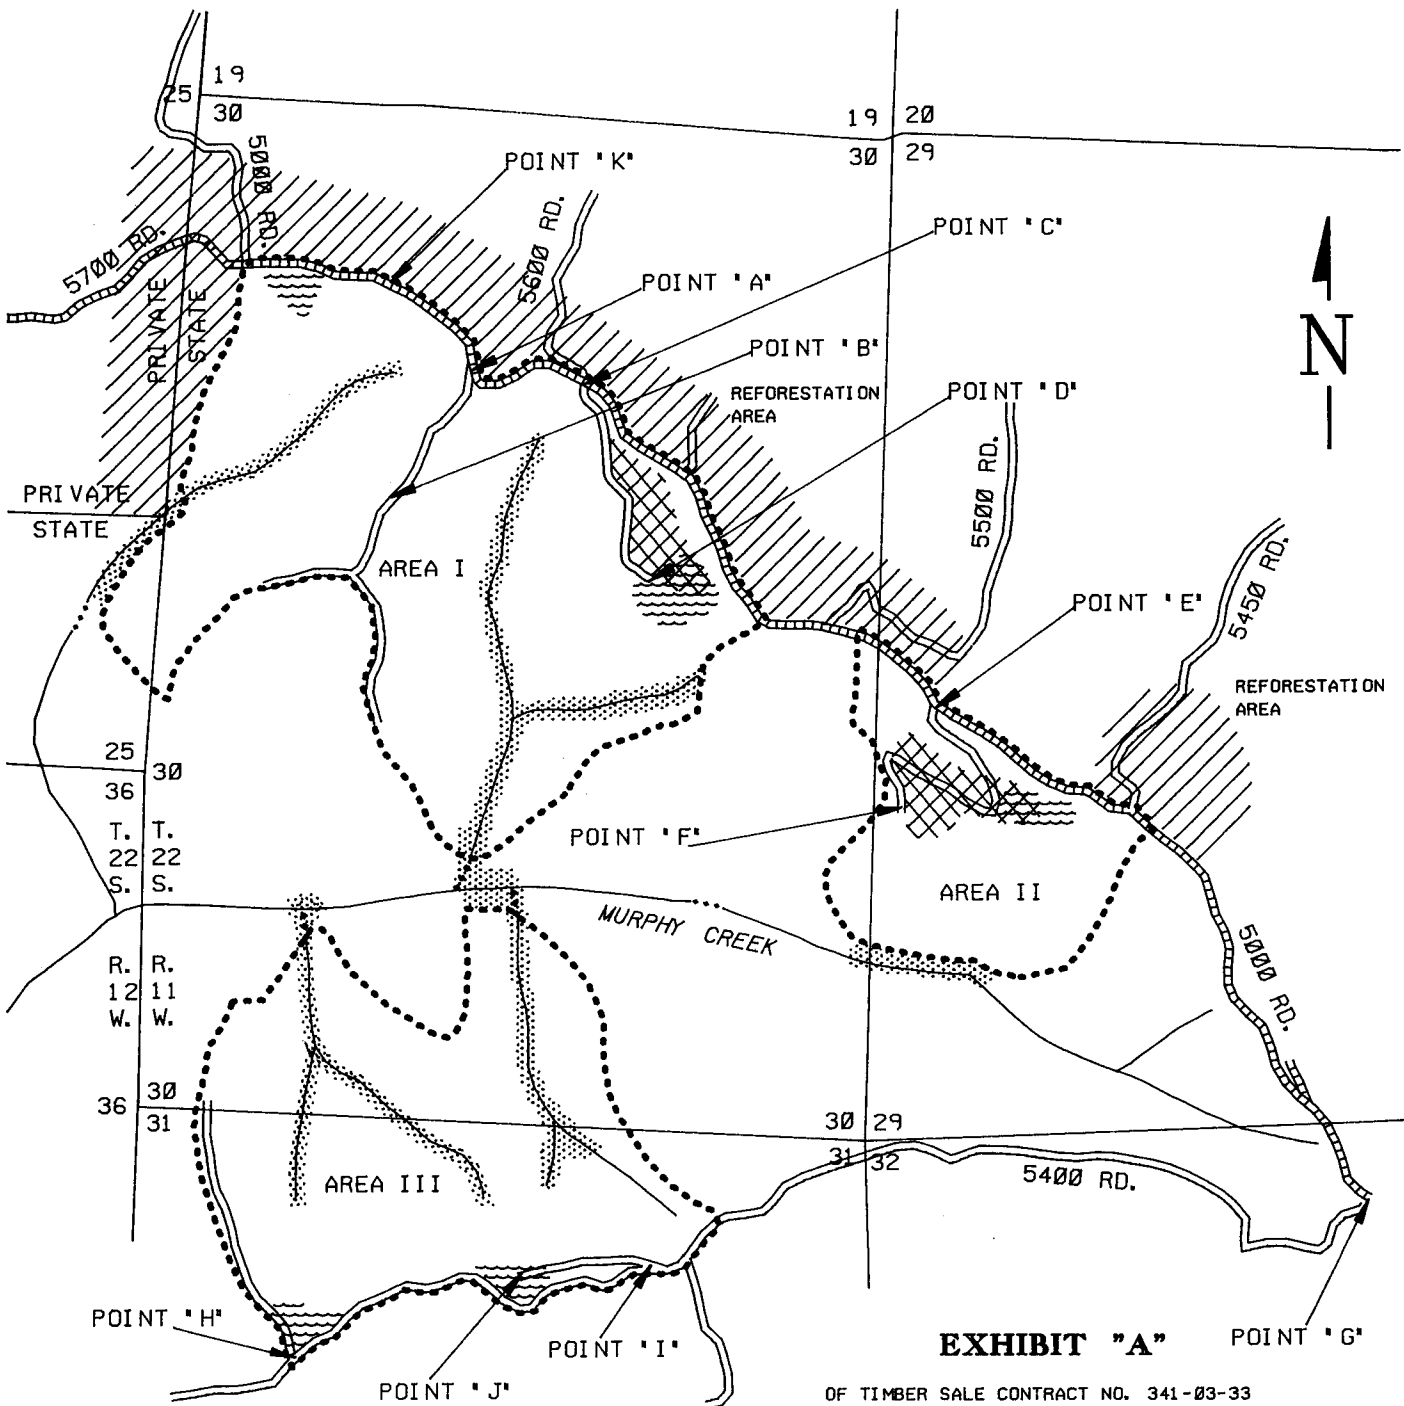 19
25
30
19 20
30 29
5000 RD.
POINT "K"
5600 RD.
POINT "C"
5700 RD.
POINT "A"
PRIVATE
STATE
POINT "B"
N
REFORESTATION
AREA
POINT "D"
5500 RD.
PRIVATE
STATE
AREA I
5450 RD.
POINT "E"
REFORESTATION
AREA
25
30
36
T. T.
22 22
S. S.
POINT "F"
AREA II
MURPHY CREEK
R. R.
12 11
W. W.
5000 RD.
36 30
31
30 29
31 32
5400 RD.
AREA III
POINT "H"
POINT "J"
POINT "I"
POINT "G"
EXHIBIT "A"
OF TIMBER SALE CONTRACT NO. 341-03-33